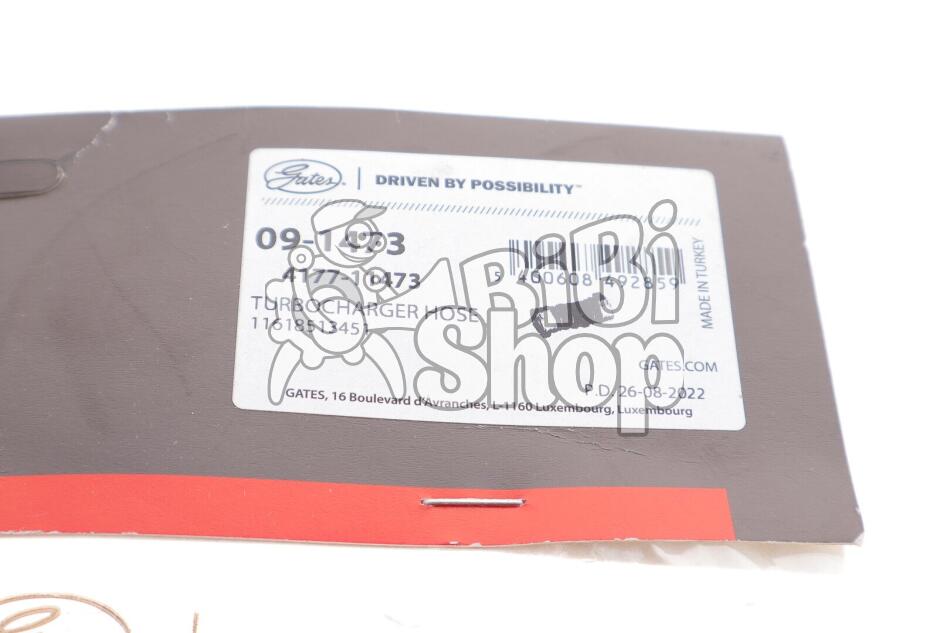 Gates. | DRIVEN BY POSSIBILITY™
09-1473
4177-10473
TURBOCHARGER HOSE
11618513451
5 400608 492859
MADE IN TURKEY
GATES.COM
P.D. 26-08-2022
GATES, 16 Boulevard d'Avranches, L-1160 Luxembourg, Luxembourg
BiBi
Shop